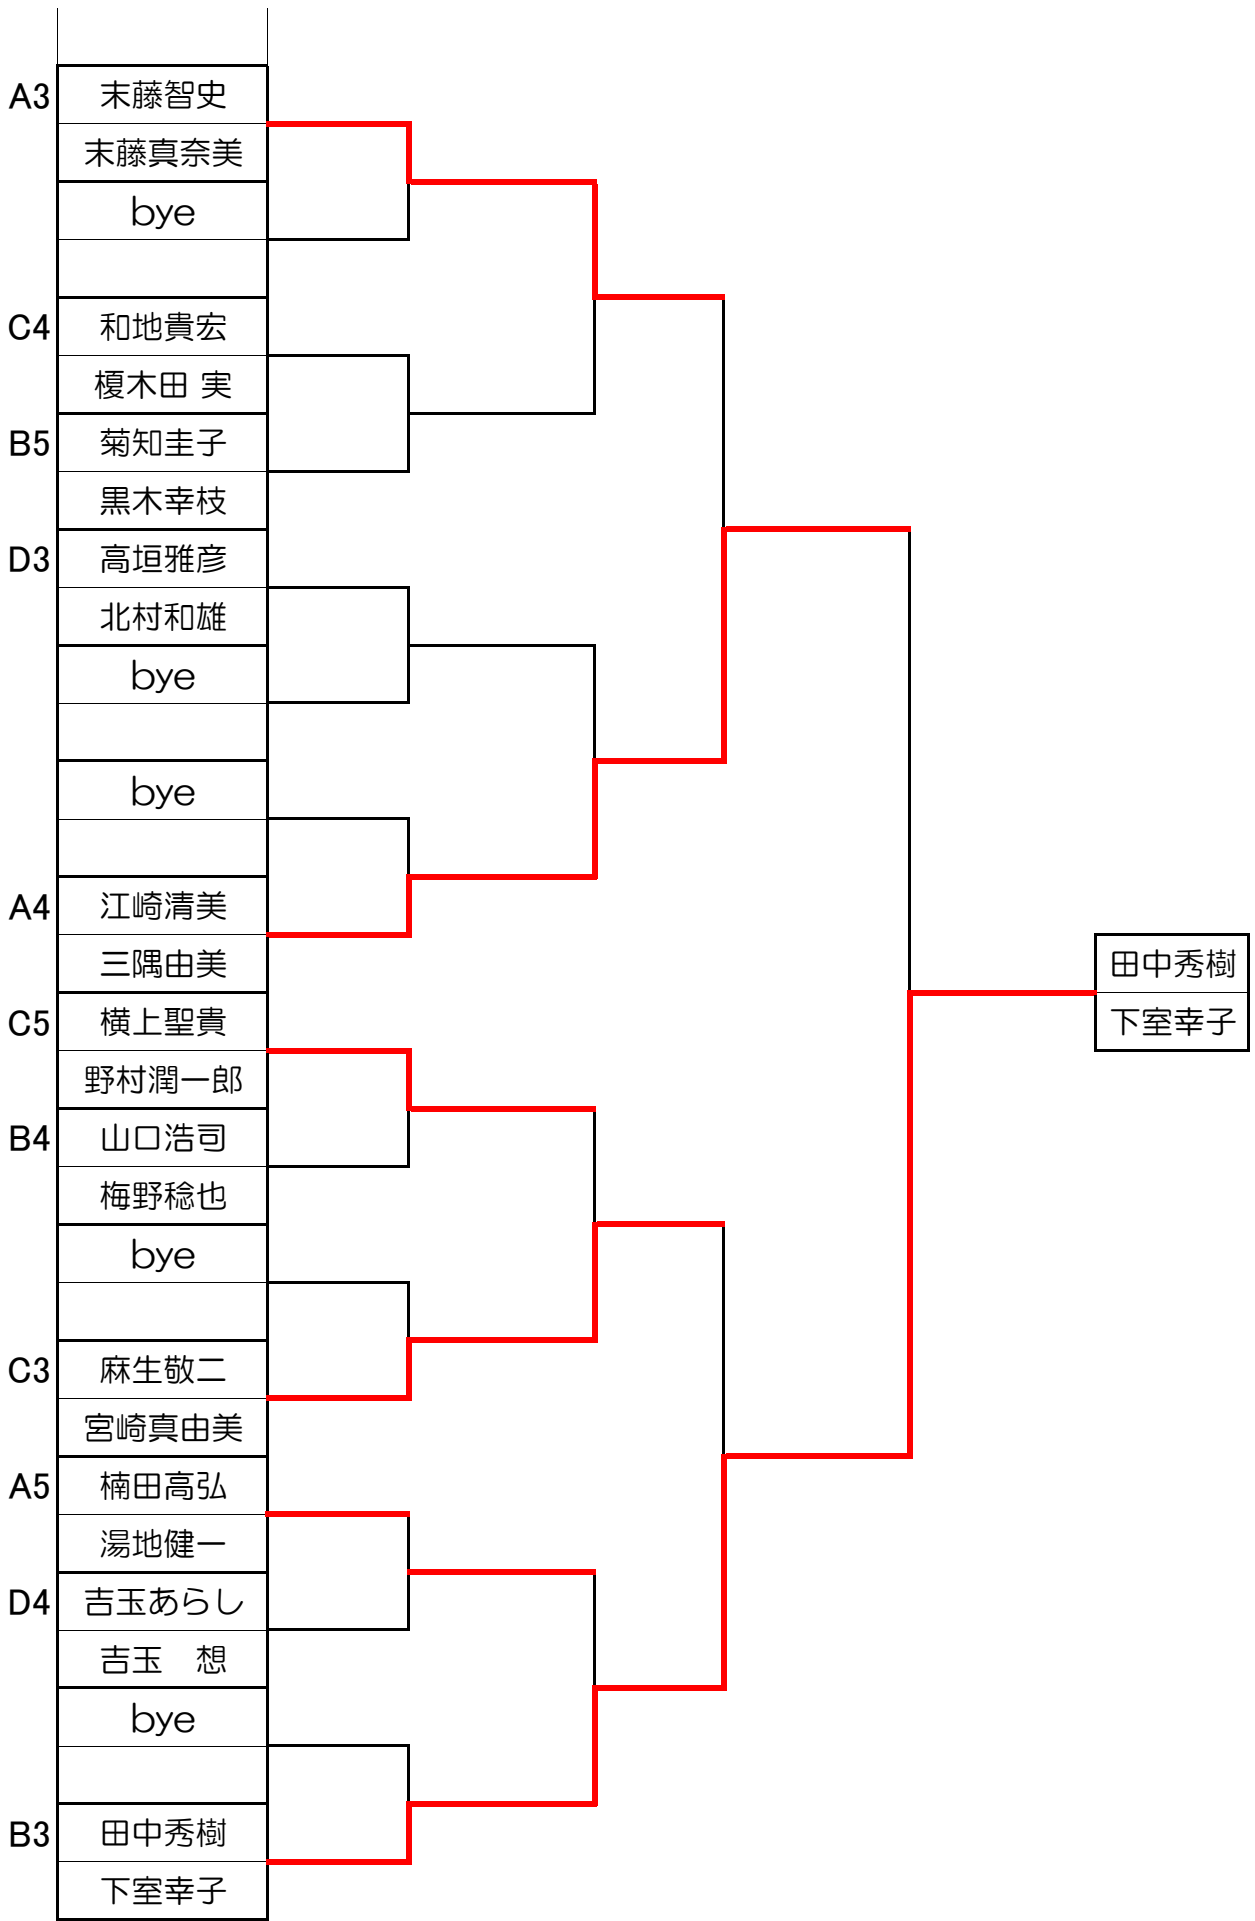 A3 末藤智史
末藤真奈美
bye
C4 和地貴宏
榎木田 実
B5 菊知圭子
黒木幸枝
D3 高垣雅彦
北村和雄
bye
bye
A4 江崎清美
三隅由美
田中秀樹
C5 横上聖貴
下室幸子
野村潤一郎
B4 山口浩司
梅野稔也
bye
C3 麻生敬二
宮崎真由美
A5 楠田高弘
湯地健一
D4 吉玉あらし
吉玉　想
bye
B3 田中秀樹
下室幸子